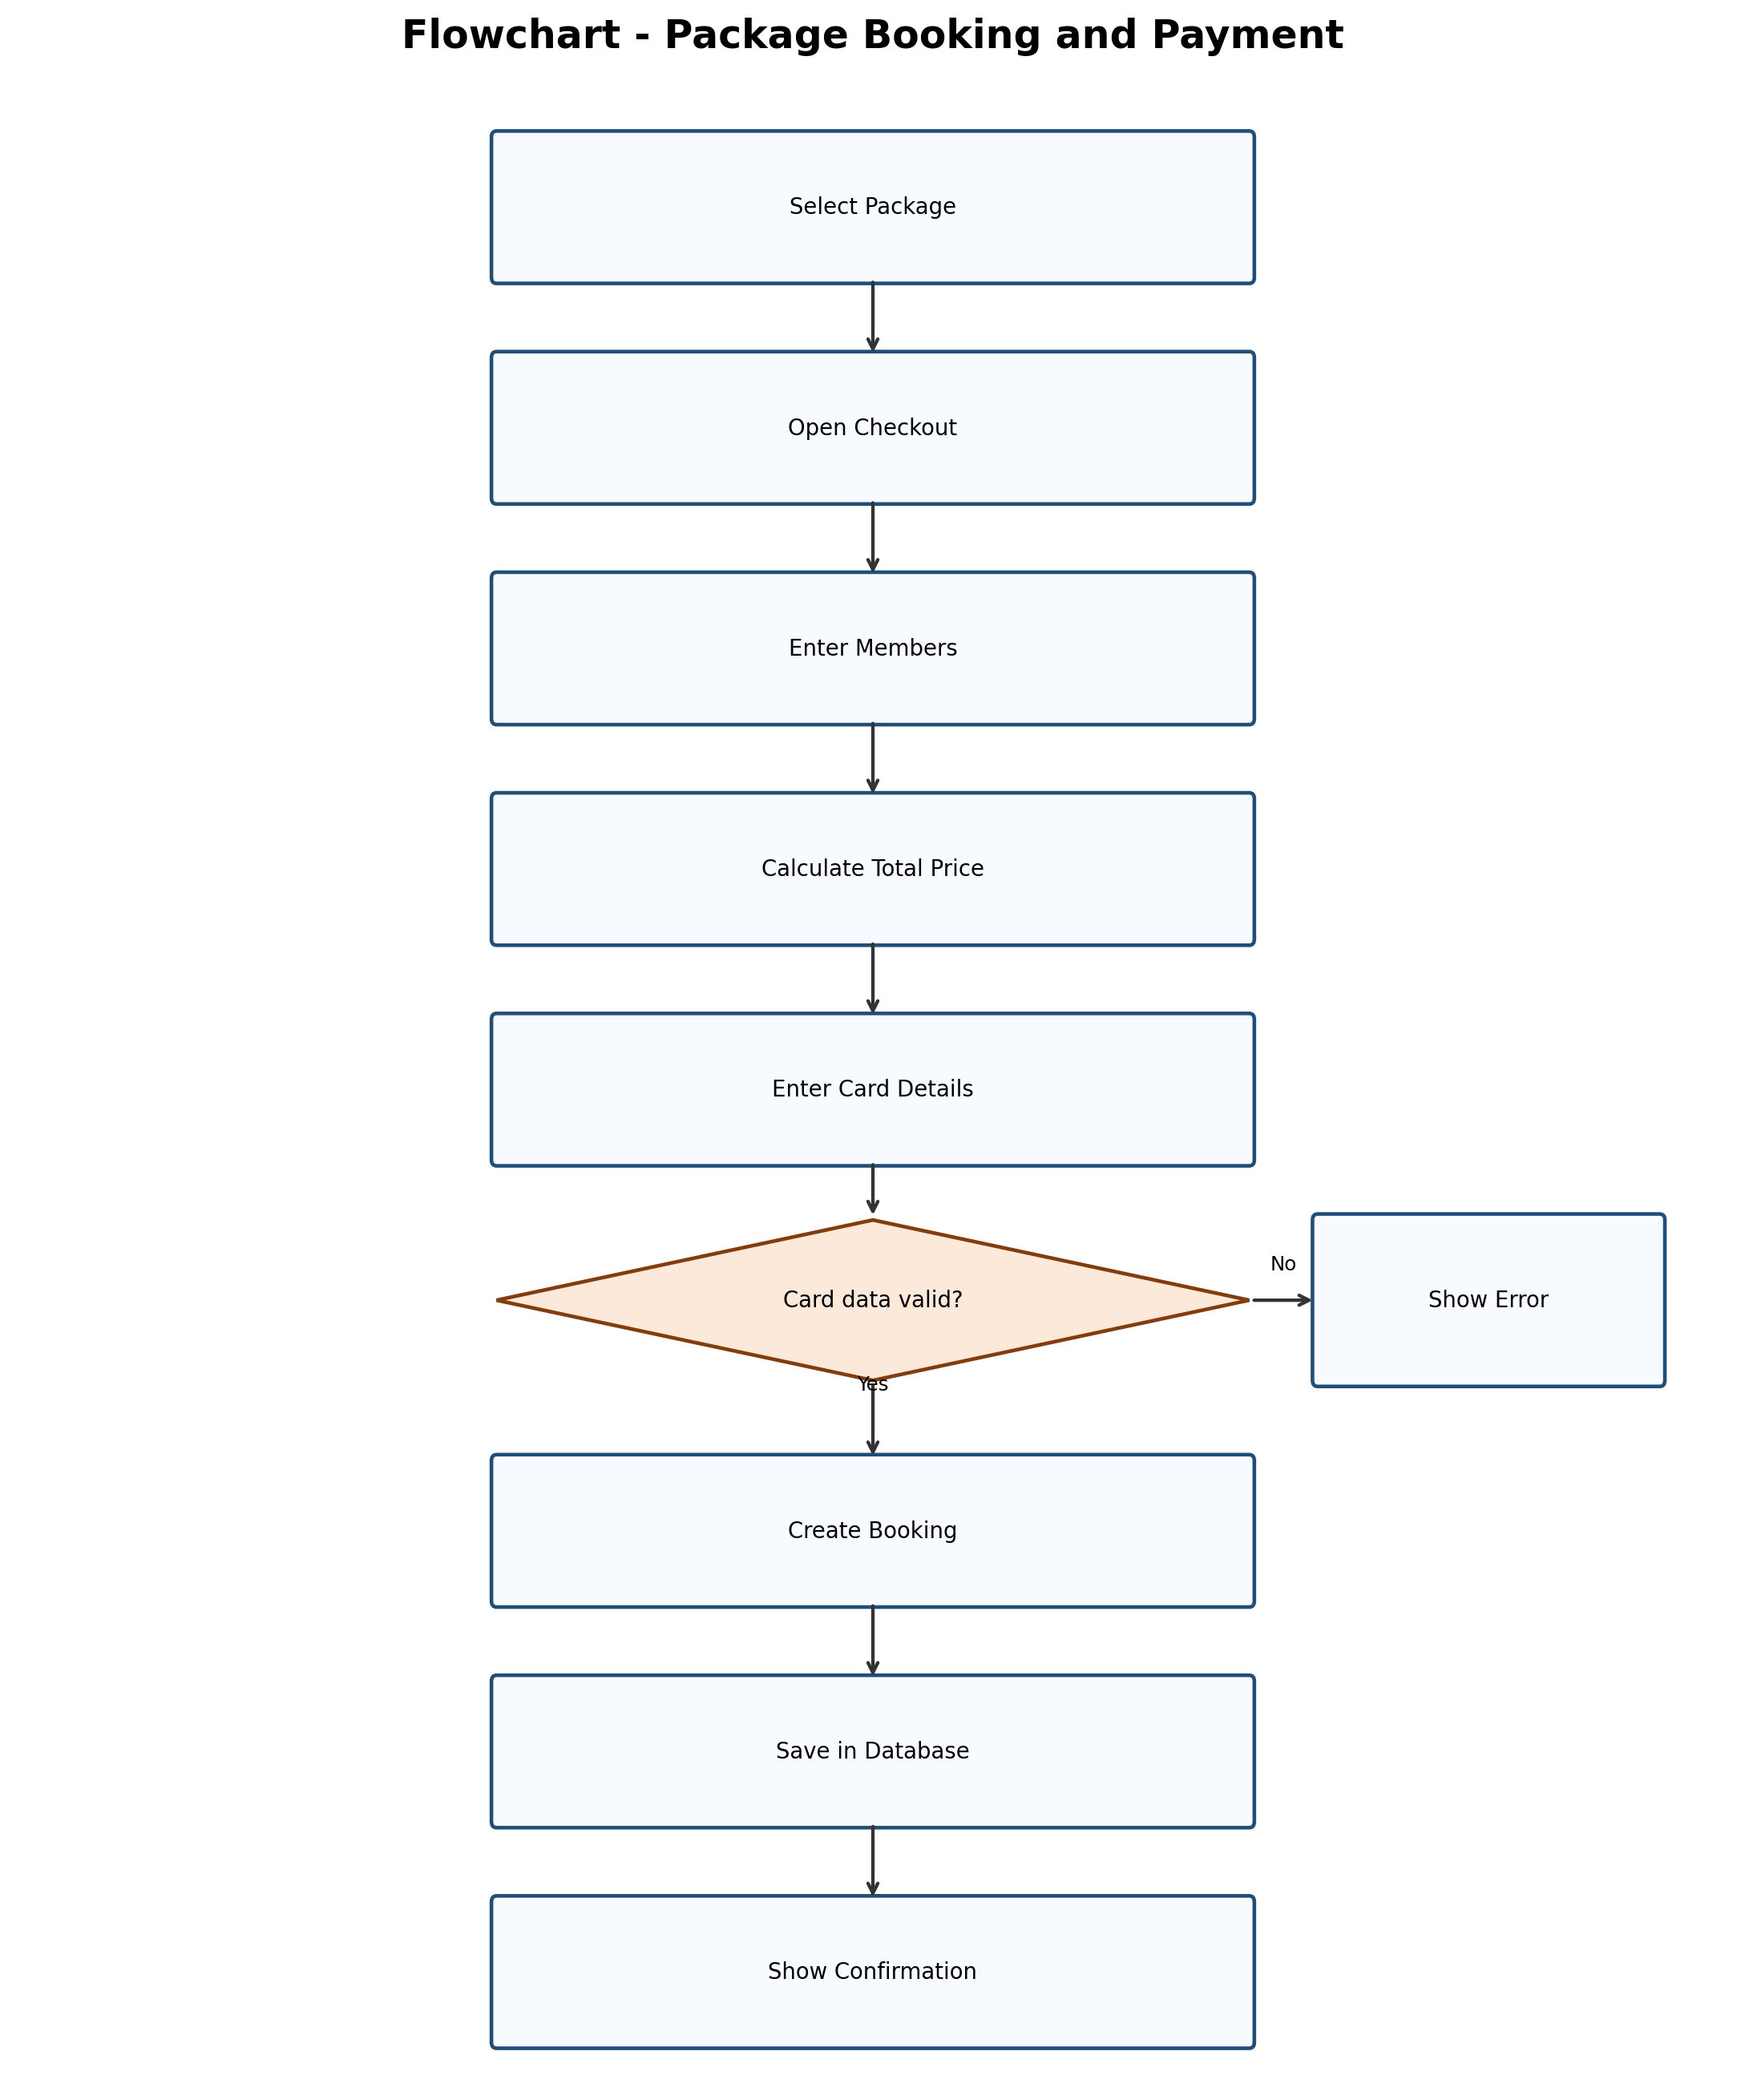 Flowchart - Package Booking and Payment
Select Package
Open Checkout
Enter Members
Calculate Total Price
Enter Card Details
Card data valid?
No
Show Error
Yes
Create Booking
Save in Database
Show Confirmation